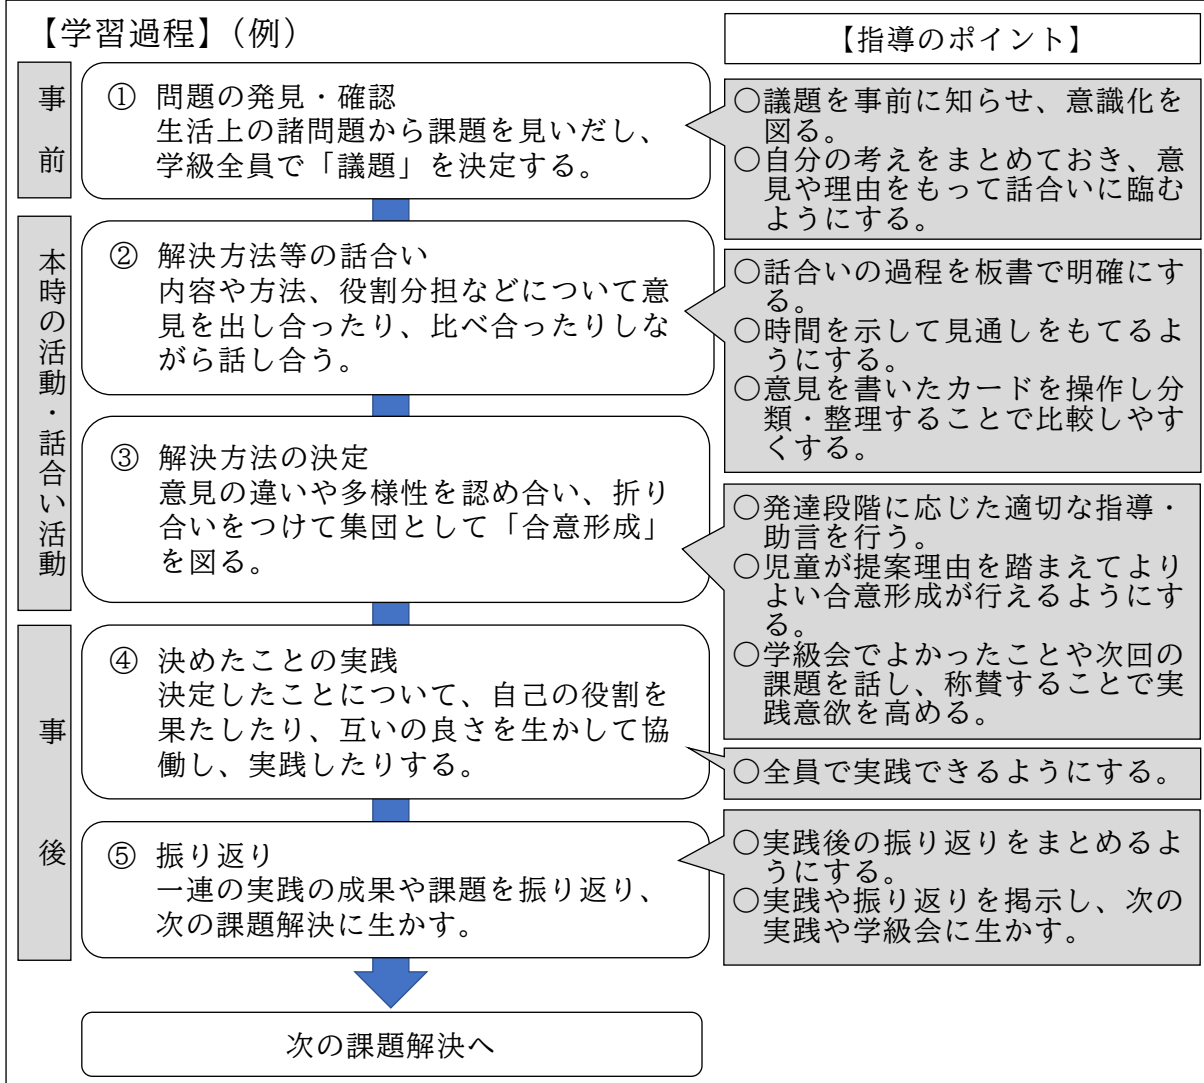 【学習過程】（例）
【指導のポイント】
事前
① 問題の発見・確認
生活上の諸問題から課題を見いだし、
学級全員で「議題」を決定する。
○議題を事前に知らせ、意識化を
図る。
○自分の考えをまとめておき、意
見や理由をもって話合いに臨む
ようにする。
本時の活動・話合い活動
② 解決方法等の話合い
内容や方法、役割分担などについて意
見を出し合ったり、比べ合ったりしな
がら話し合う。
○話合いの過程を板書で明確にす
る。
○時間を示して見通しをもてるよ
うにする。
○意見を書いたカードを操作し分
類・整理することで比較しやす
くする。
③ 解決方法の決定
意見の違いや多様性を認め合い、折り
合いをつけて集団として「合意形成」
を図る。
○発達段階に応じた適切な指導・
助言を行う。
○児童が提案理由を踏まえてより
よい合意形成が行えるようにす
る。
○学級会でよかったことや次回の
課題を話し、称賛することで実
践意欲を高める。
事後
④ 決めたことの実践
決定したことについて、自己の役割を
果たしたり、互いの良さを生かして協
働し、実践したりする。
○全員で実践できるようにする。
⑤ 振り返り
一連の実践の成果や課題を振り返り、
次の課題解決に生かす。
○実践後の振り返りをまとめるよ
うにする。
○実践や振り返りを掲示し、次の
実践や学級会に生かす。
次の課題解決へ